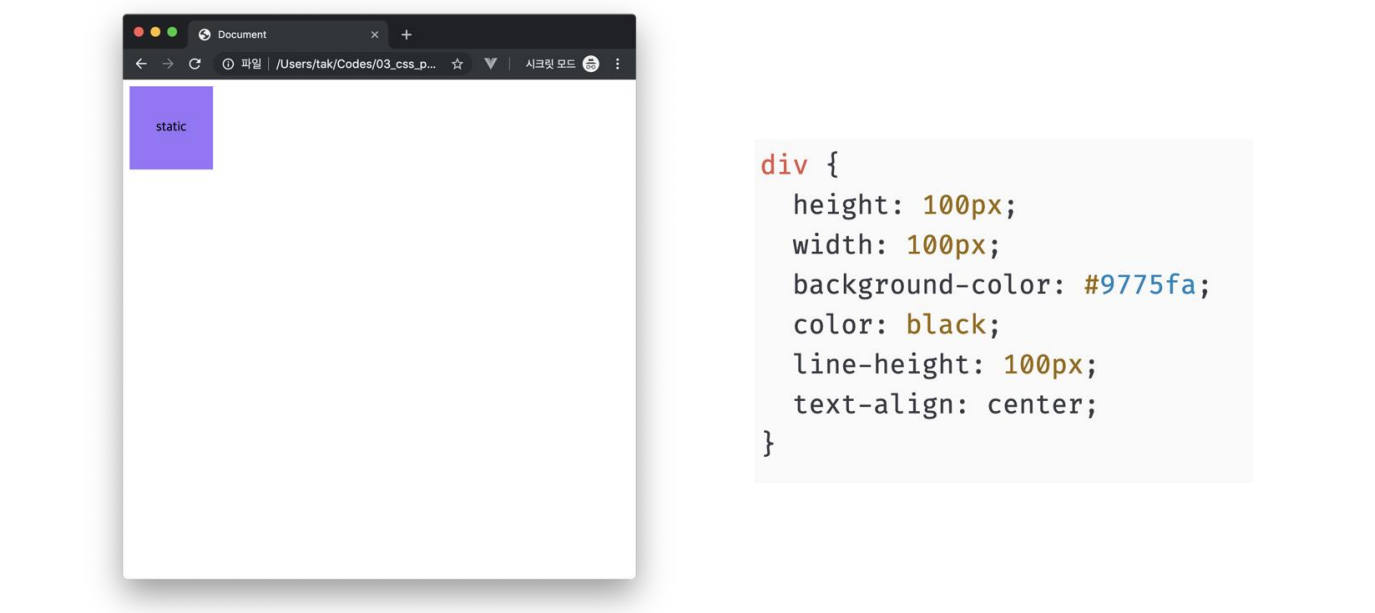 Document
파일 | /Users/tak/Codes/03_css_p...
시크릿 모드
static
div {
  height: 100px;
  width: 100px;
  background-color: #9775fa;
  color: black;
  line-height: 100px;
  text-align: center;
}